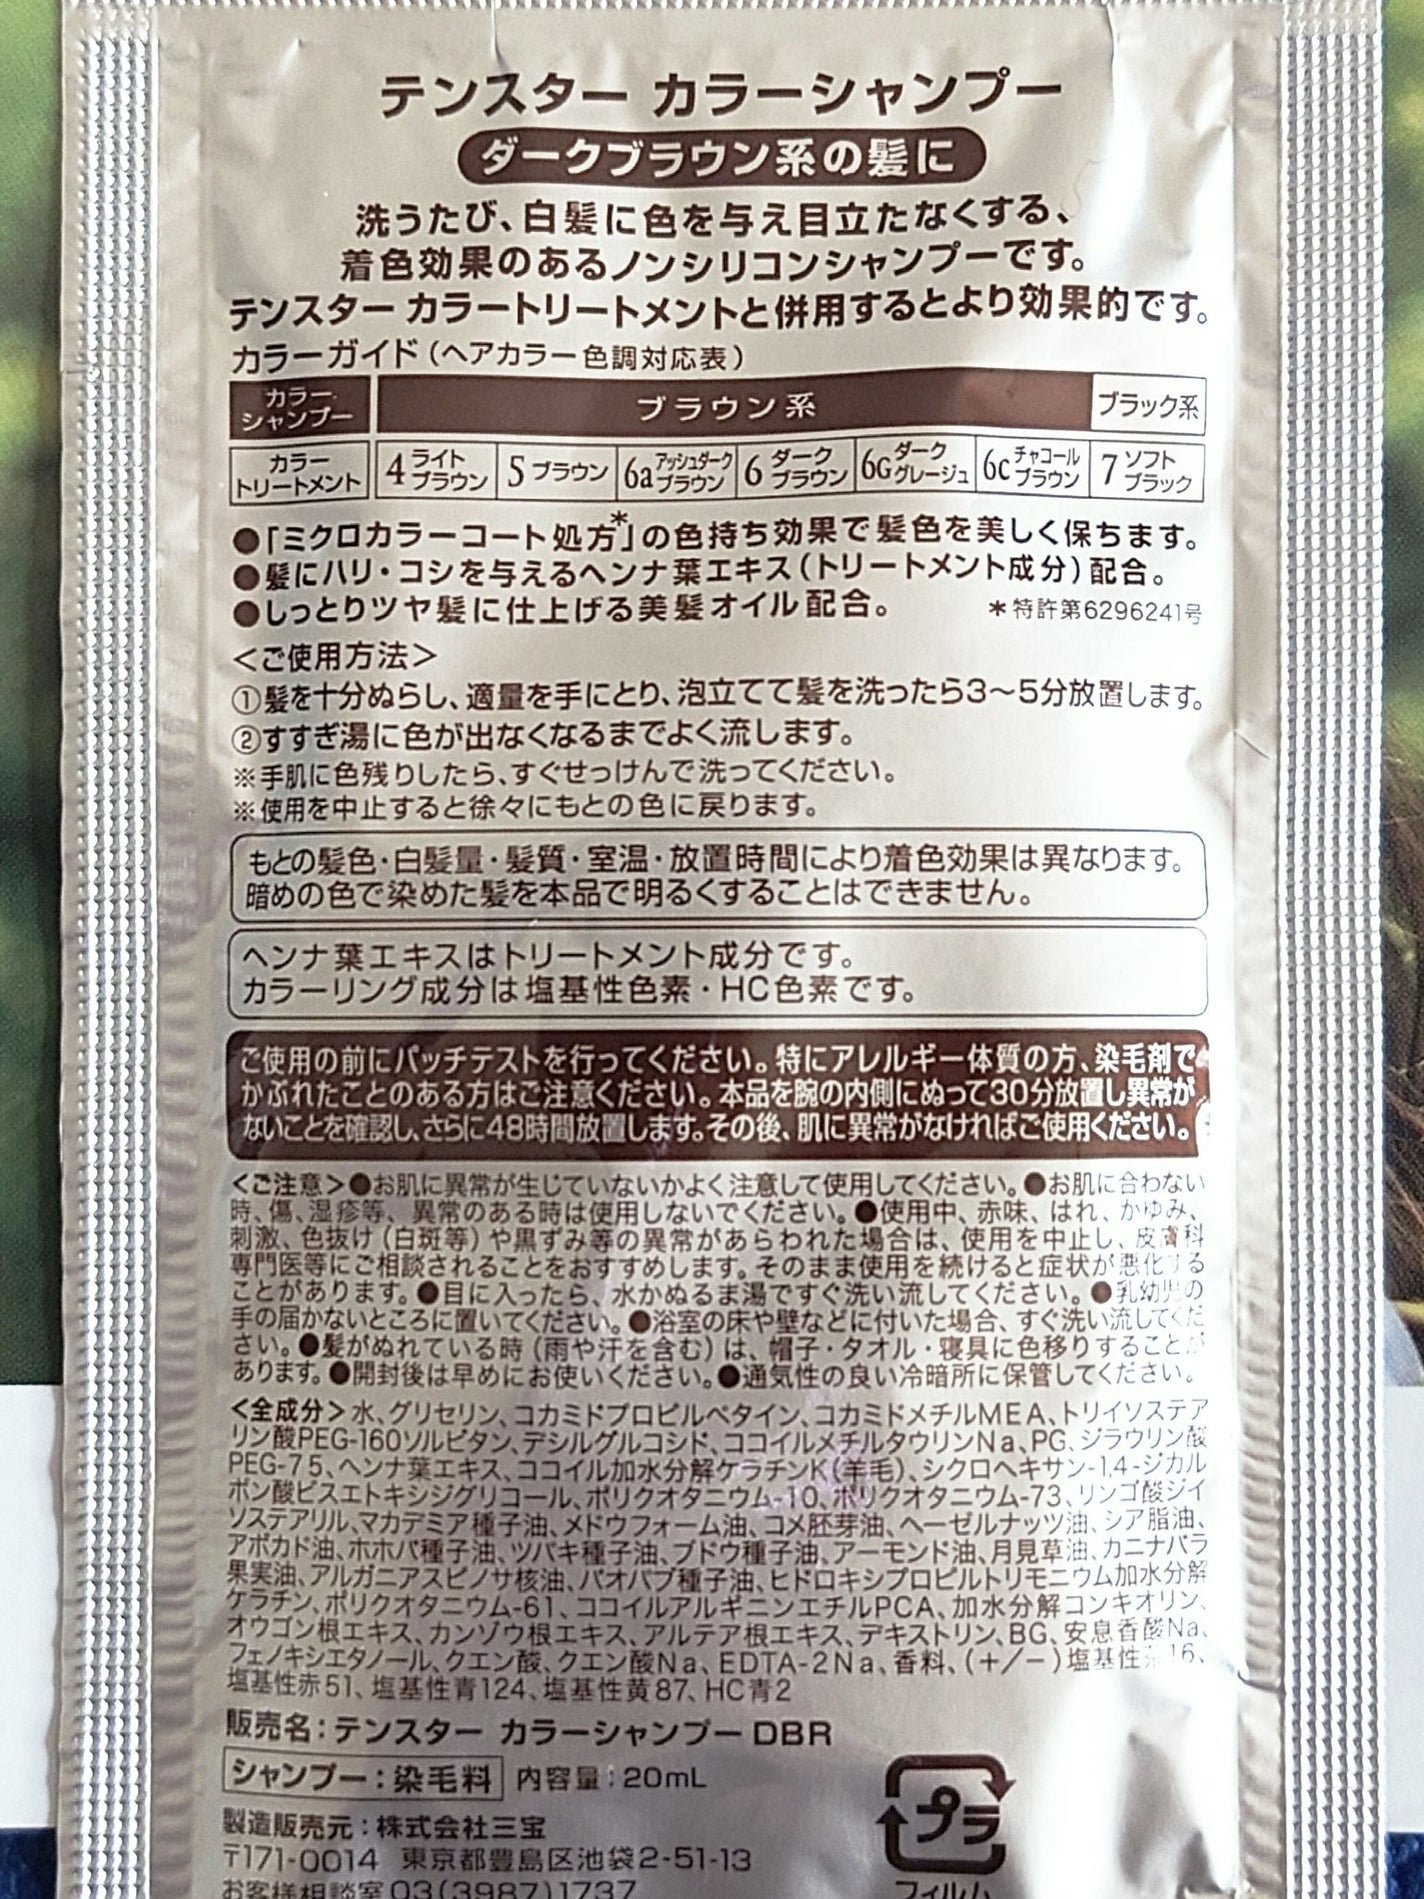 テンスター カラーシャンプー
ダークブラウン系の髪に
洗うたび、白髪に色を与え目立たなくする、
着色効果のあるノンシリコンシャンプーです。
テンスター カラートリートメントと併用するとより効果的です。
カラーガイド（ヘアカラー色調対応表）
カラーシャンプー ブラウン系 ブラック系
カラートリートメント 4 ライトブラウン 5 ブラウン 6a アッシュダークブラウン 6 ダークブラウン 6G ダークグレージュ 6c チャコールブラウン 7 ソフトブラック
●「ミクロカラーコート処方*」の色持ち効果で髪色を美しく保ちます。
●髪にハリ・コシを与えるヘンナ葉エキス（トリートメント成分）配合。
●しっとりツヤ髪に仕上げる美髪オイル配合。 ＊特許第6296241号
＜ご使用方法＞
①髪を十分ぬらし、適量を手にとり、泡立てて髪を洗ったら3～5分放置します。
②すすぎ湯に色が出なくなるまでよく流します。
※手肌に色残りしたら、すぐせっけんで洗ってください。
※使用を中止すると徐々にもとの色に戻ります。
もとの髪色・白髪量・髪質・室温・放置時間により着色効果は異なります。
暗めの色で染めた髪を本品で明るくすることはできません。
ヘンナ葉エキスはトリートメント成分です。
カラーリング成分は塩基性色素・HC色素です。
ご使用の前にパッチテストを行ってください。特にアレルギー体質の方、染毛剤で
かぶれたことのある方はご注意ください。本品を腕の内側にぬって30分放置し異常が
ないことを確認し、さらに48時間放置します。その後、肌に異常がなければご使用ください。
＜ご注意＞●お肌に異常が生じていないかよく注意して使用してください。●お肌に合わない
時、傷、湿疹等、異常のある時は使用しないでください。●使用中、赤味、はれ、かゆみ、
刺激、色抜け（白斑等）や黒ずみ等の異常があらわれた場合は、使用を中止し、皮膚科
専門医等にご相談されることをおすすめします。そのまま使用を続けると症状が悪化する
ことがあります。●目に入ったら、水かぬるま湯ですぐ洗い流してください。●乳幼児の
手の届かないところに置いてください。●浴室の床や壁などに付いた場合、すぐ洗い流してくだ
さい。●髪がぬれている時（雨や汗を含む）は、帽子・タオル・寝具に色移りすることが
あります。●開封後は早めにお使いください。●通気性の良い冷暗所に保管してください。
＜全成分＞水、グリセリン、コカミドプロピルベタイン、コカミドメチルMEA、トリイソステア
リン酸PEG-160ソルビタン、デシルグルコシド、ココイルメチルタウリンNa、PG、ジラウリン酸
PEG-75、ヘンナ葉エキス、ココイル加水分解ケラチンK（羊毛）、シクロヘキサン-1,4-ジカル
ボン酸ビスエトキシジグリコール、ポリクオタニウム-10、ポリクオタニウム-73、リンゴ酸ジイ
ソステアリル、マカデミア種子油、メドウフォーム油、コメ胚芽油、ヘーゼルナッツ油、シア脂油、
アボカド油、ホホバ種子油、ツバキ種子油、ブドウ種子油、アーモンド油、月見草油、カニナバラ
果実油、アルガニアスピノサ核油、バオバブ種子油、ヒドロキシプロピルトリモニウム加水分解
ケラチン、ポリクオタニウム-61、ココイルアルギニンエチルPCA、加水分解コンキオリン、
オウゴン根エキス、カンゾウ根エキス、アルテア根エキス、デキストリン、BG、安息香酸Na、
フェノキシエタノール、クエン酸、クエン酸Na、EDTA-2Na、香料、（+/−）塩基性茶16、
塩基性赤51、塩基性青124、塩基性黄87、HC青2
販売名：テンスター カラーシャンプー DBR
シャンプー：染毛料 内容量：20mL
製造販売元：株式会社三宝
〒171-0014 東京都豊島区池袋2-51-13
お客様相談室 03(3987)1737
プラ
フィルム